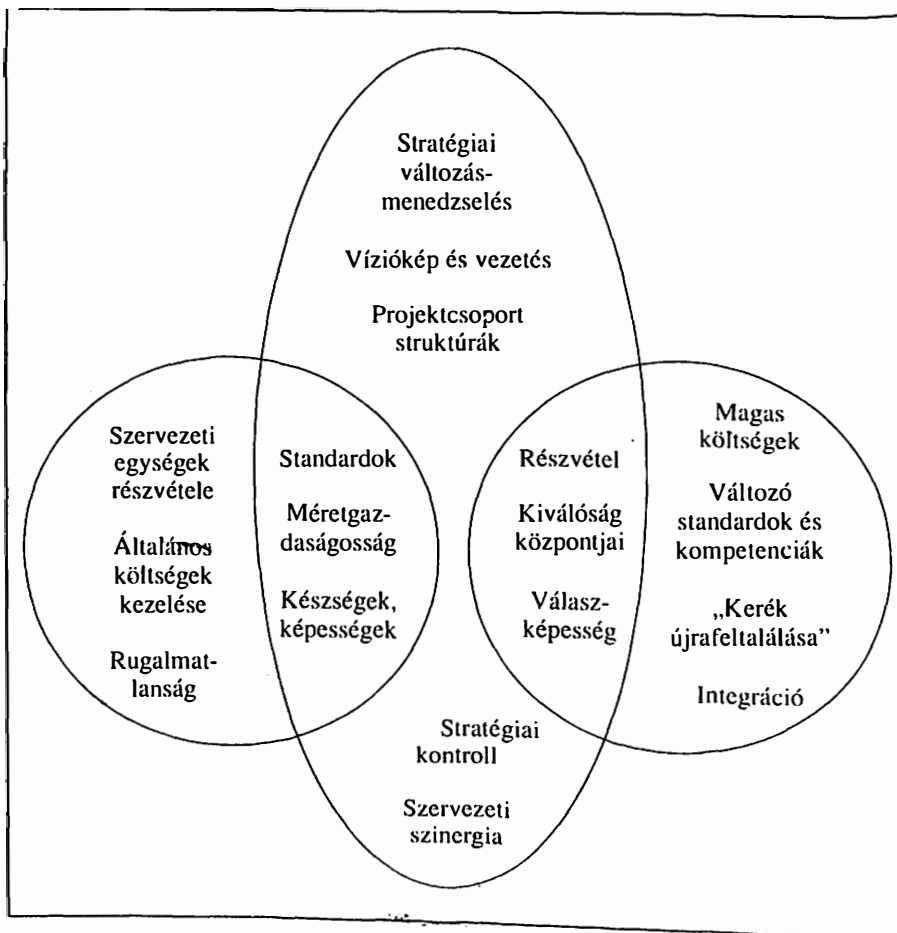 Stratégiai
változás-
menedzselés
Víziókép és vezetés
Projektcsoport
struktúrák
Szervezeti
egységek
részvétele
Általános
költségek
kezelése
Rugalmat-
lanság
Standardok
Méretgaz-
daságosság
Készségek,
képességek
Részvétel
Kiválóság
központjai
Válasz-
képesség
Magas
költségek
Változó
standardok és
kompetenciák
„Kerék
újrafeltalálása”
Integráció
Stratégiai
kontroll
Szervezeti
szinergia